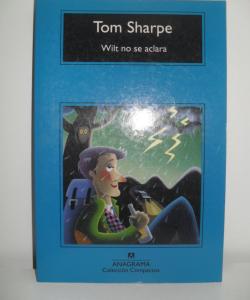 Tom Sharpe
Wilt no se aclara
ANAGRAMA
Colección Compactos